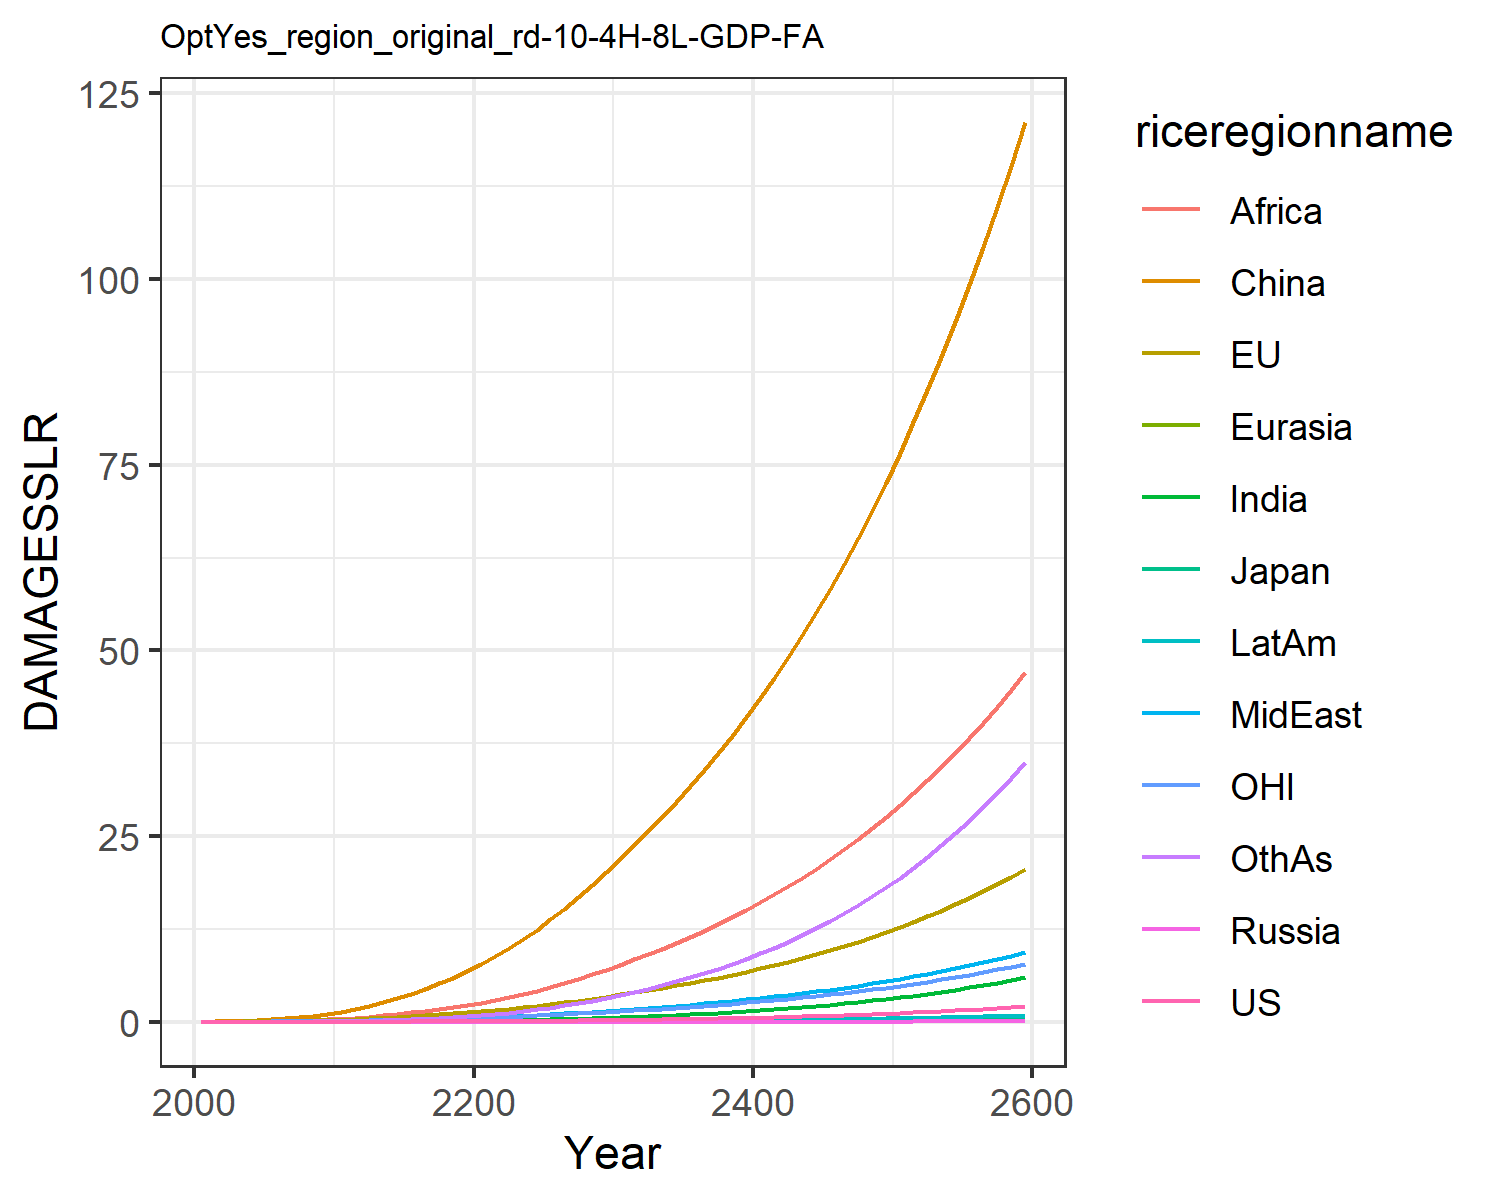 OptYes_region_original_rd-10-4H-8L-GDP-FA
125
100
75
50
25
0
DAMAGESSLR
2000 2200 2400 2600
Year
riceregionname
Africa
China
EU
Eurasia
India
Japan
LatAm
MidEast
OHI
OthAs
Russia
US